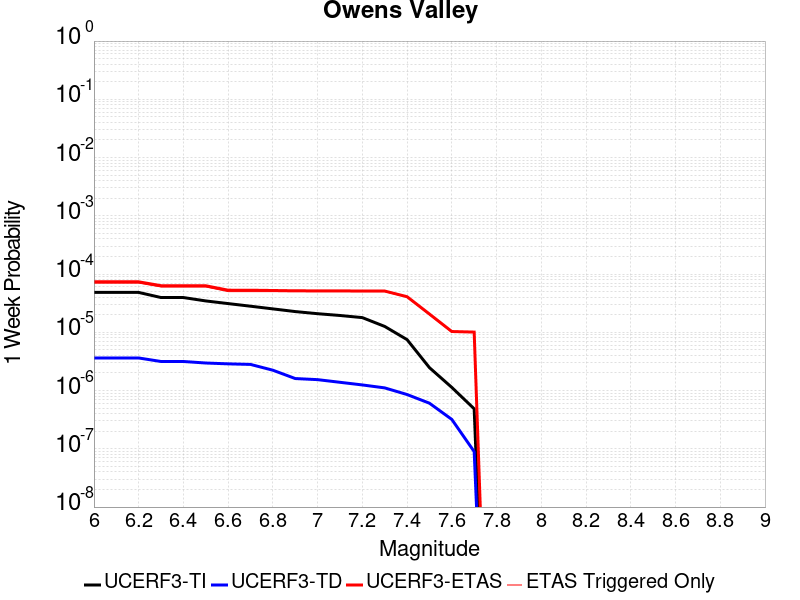 Owens Valley
1 Week Probability
10^0
10^-1
10^-2
10^-3
10^-4
10^-5
10^-6
10^-7
10^-8
6 6.2 6.4 6.6 6.8 7 7.2 7.4 7.6 7.8 8 8.2 8.4 8.6 8.8 9
Magnitude
UCERF3-TI UCERF3-TD UCERF3-ETAS ETAS Triggered Only